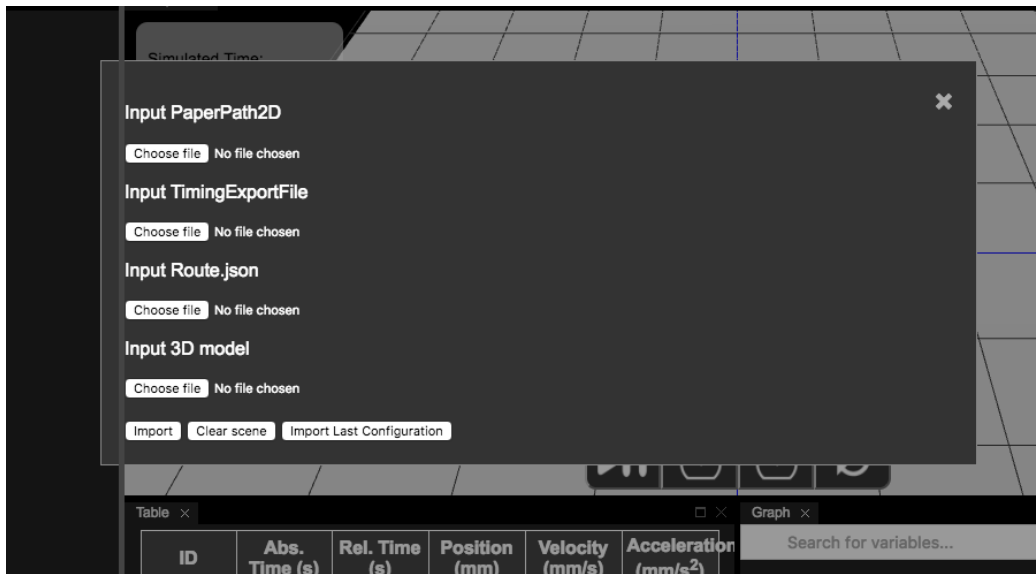 Simulated Time:
Input PaperPath2D
Choose file No file chosen
Input TimingExportFile
Choose file No file chosen
Input Route.json
Choose file No file chosen
Input 3D model
Choose file No file chosen
Import Clear scene Import Last Configuration
Table
Graph
ID
Abs.
Time (s)
Rel. Time
(s)
Position
(mm)
Velocity
(mm/s)
Acceleration
(mm/s²)
Search for variables...